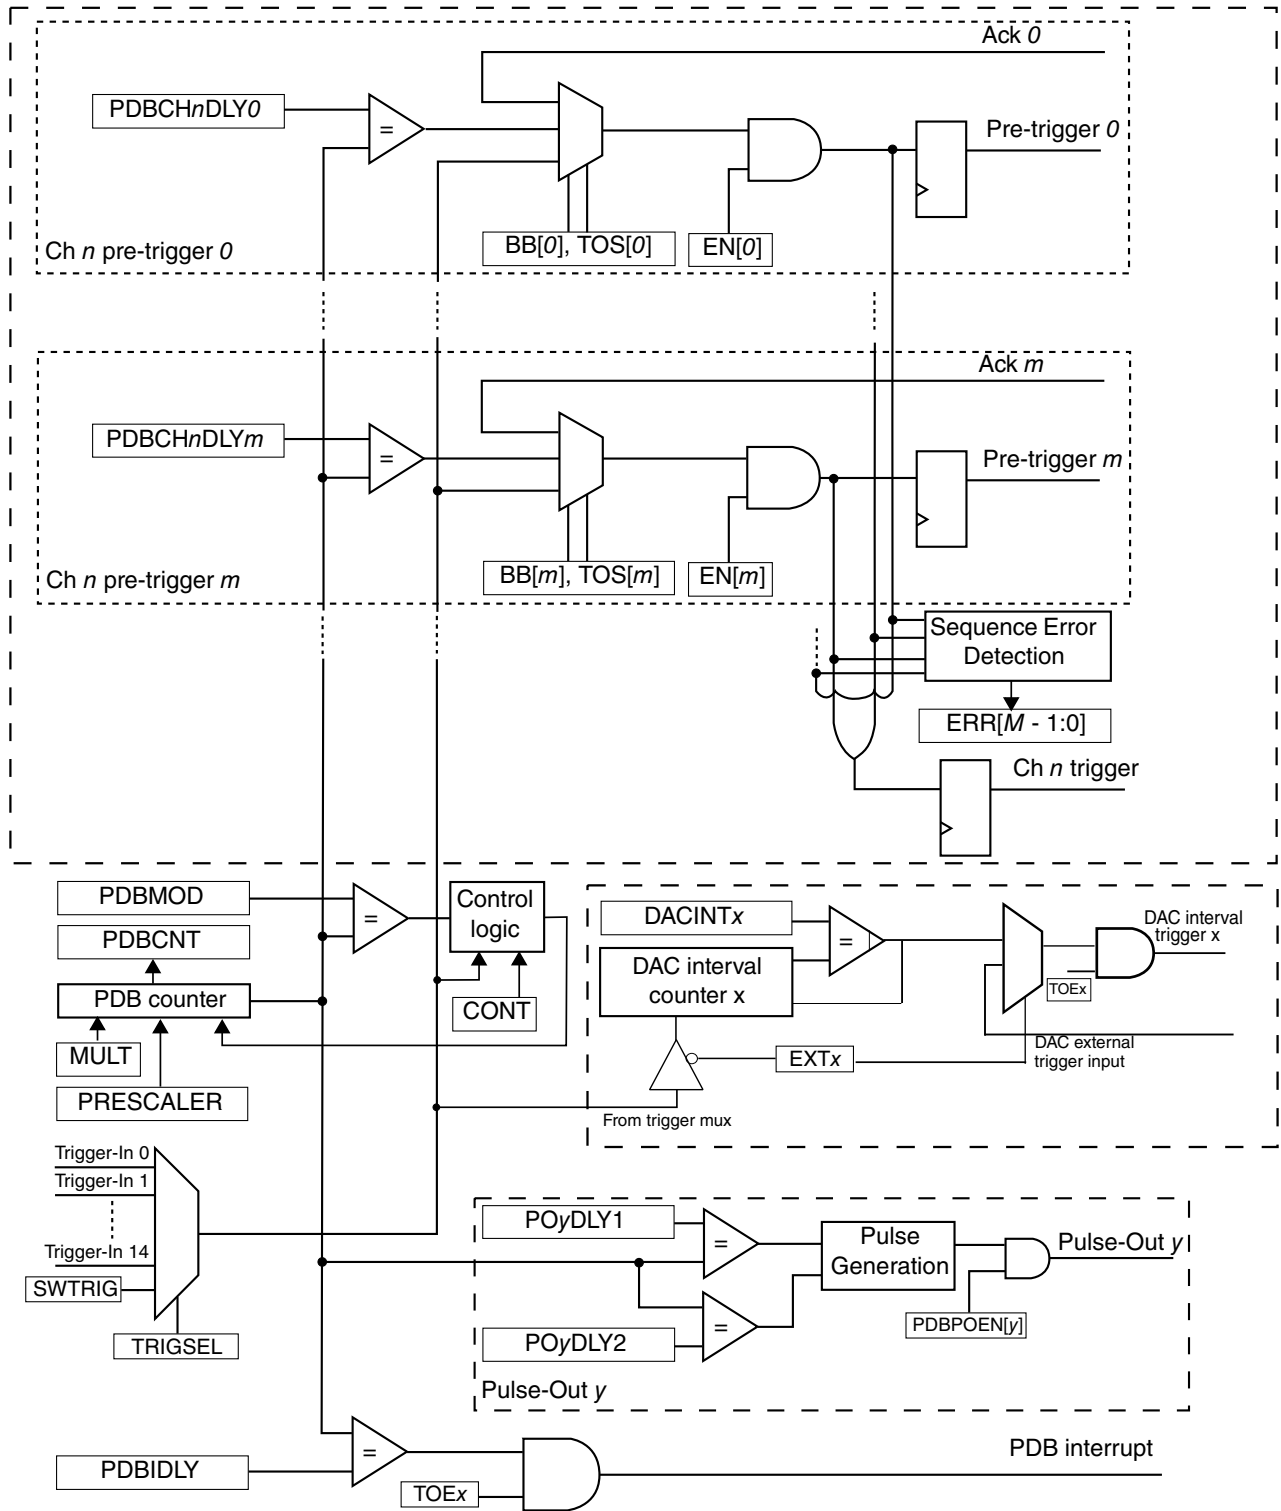 Ack 0
PDBCHnDLY0
=
Pre-trigger 0
BB[0], TOS[0]
EN[0]
Ch n pre-trigger 0
Ack m
PDBCHnDLYm
=
Pre-trigger m
BB[m], TOS[m]
EN[m]
Ch n pre-trigger m
Sequence Error
Detection
ERR[M - 1:0]
Ch n trigger
PDBMOD
=
Control
logic
PDBCNT
PDB counter
CONT
MULT
PRESCALER
DACINTx
=
DAC interval
counter x
DAC interval
trigger x
TOEx
DAC external
trigger input
EXTx
From trigger mux
Trigger-In 0
Trigger-In 1
Trigger-In 14
SWTRIG
TRIGSEL
POyDLY1
=
Pulse
Generation
Pulse-Out y
PDBPOEN[y]
=
POyDLY2
Pulse-Out y
=
PDB interrupt
PDBIDLY
TOEx